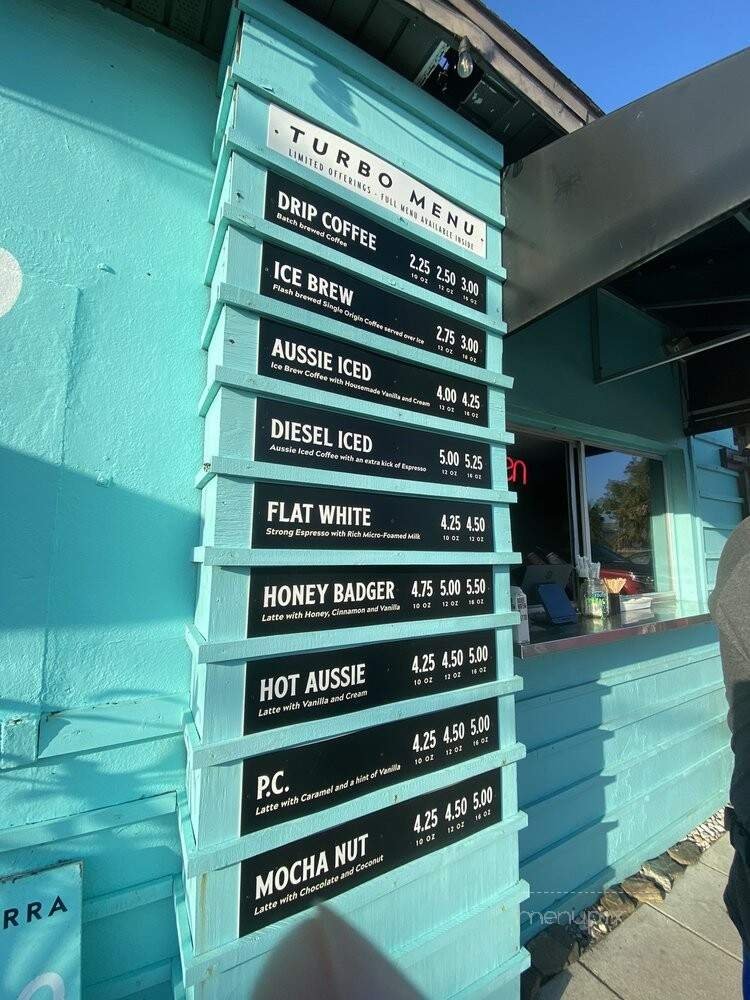 · TURBO MENU ·
LIMITED OFFERINGS - FULL MENU AVAILABLE INSIDE
DRIP COFFEE 2.25 2.50 3.00
Batch brewed Coffee 10 OZ 12 OZ 16 OZ
ICE BREW 2.75 3.00
Flash brewed Single Origin Coffee served over Ice 12 OZ 16 OZ
AUSSIE ICED 4.00 4.25
Ice Brew Coffee with Housemade Vanilla and Cream 12 OZ 16 OZ
DIESEL ICED 5.00 5.25
Aussie Iced Coffee with an extra kick of Espresso 12 OZ 16 OZ
FLAT WHITE 4.25 4.50
Strong Espresso with Rich Micro-Foamed Milk 10 OZ 12 OZ
HONEY BADGER 4.75 5.00 5.50
Latte with Honey, Cinnamon and Vanilla 10 OZ 12 OZ 16 OZ
HOT AUSSIE 4.25 4.50 5.00
Latte with Vanilla and Cream 10 OZ 12 OZ 16 OZ
P.C. 4.25 4.50 5.00
Latte with Caramel and a hint of Vanilla 10 OZ 12 OZ 16 OZ
MOCHA NUT 4.25 4.50 5.00
Latte with Chocolate and Coconut 10 OZ 12 OZ 16 OZ
en
RRA
menupix